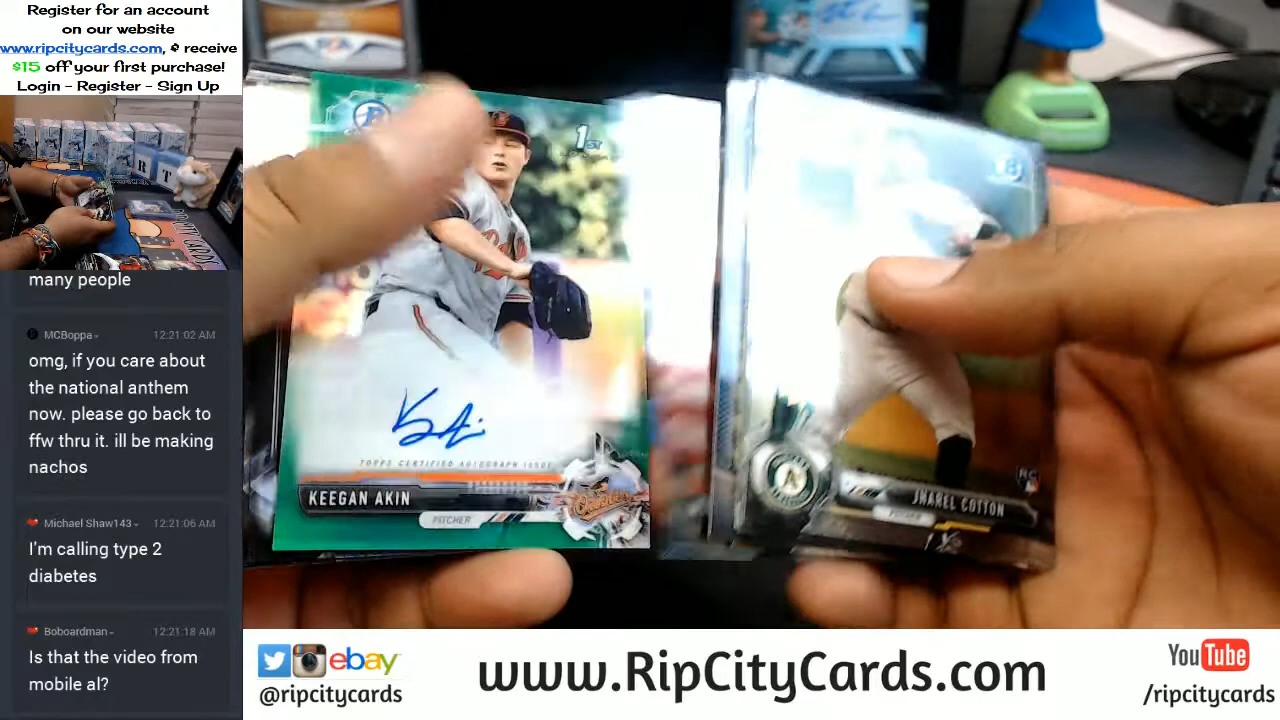 Register for an account
on our website
www.ripcitycards.com, & receive
$15 off your first purchase!
Login - Register - Sign Up
R T
many people
MCBoppa
12:21:02 AM
omg, if you care about
the national anthem
now. please go back to
ffw thru it. ill be making
nachos
Michael Shaw143
12:21:06 AM
I'm calling type 2
diabetes
Boboardman
12:21:18 AM
Is that the video from
mobile al?
B
1ST
TOPPS CERTIFIED AUTOGRAPH ISSUE
KEEGAN AKIN
Orioles
PITCHER
B
A
RC
JHAREL COTTON
PITCHER
ebay
@ripcitycards
www.RipCityCards.com
YouTube
/ripcitycards